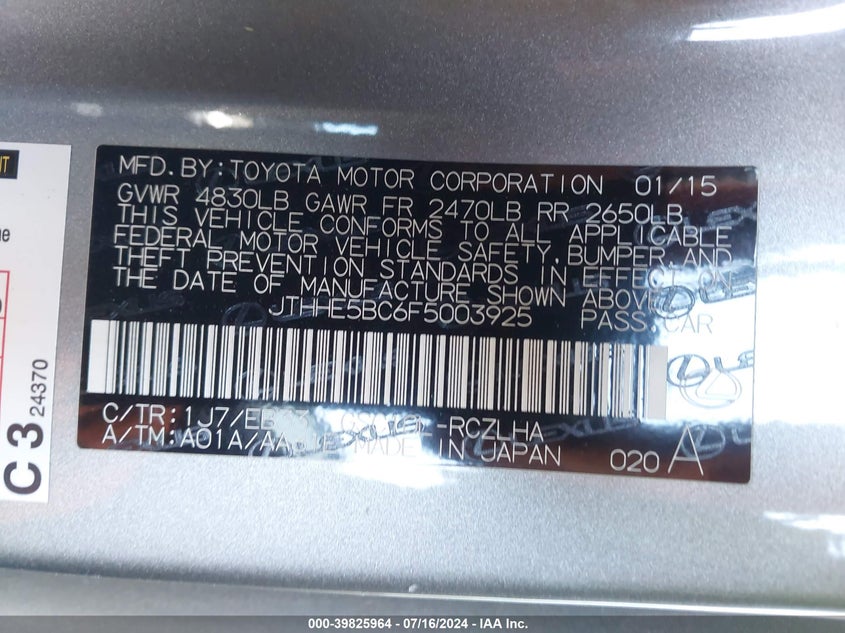 MFD. BY: TOYOTA MOTOR CORPORATION 01/15
GVWR 4830LB GAWR FR 2470LB RR 2650LB
THIS VEHICLE CONFORMS TO ALL APPLICABLE
FEDERAL MOTOR VEHICLE SAFETY, BUMPER, AND
THEFT PREVENTION STANDARDS IN EFFECT ON
THE DATE OF MANUFACTURE SHOWN ABOVE.
JTHHE5BC6F5003925 PASS.CAR
LEXUS
C/TR: 1J7/ -RCZLHA
A/TM: A01A/ MADE IN JAPAN 020 A
C 3 24370
000-39825964 - 07/16/2024 - IAA Inc.